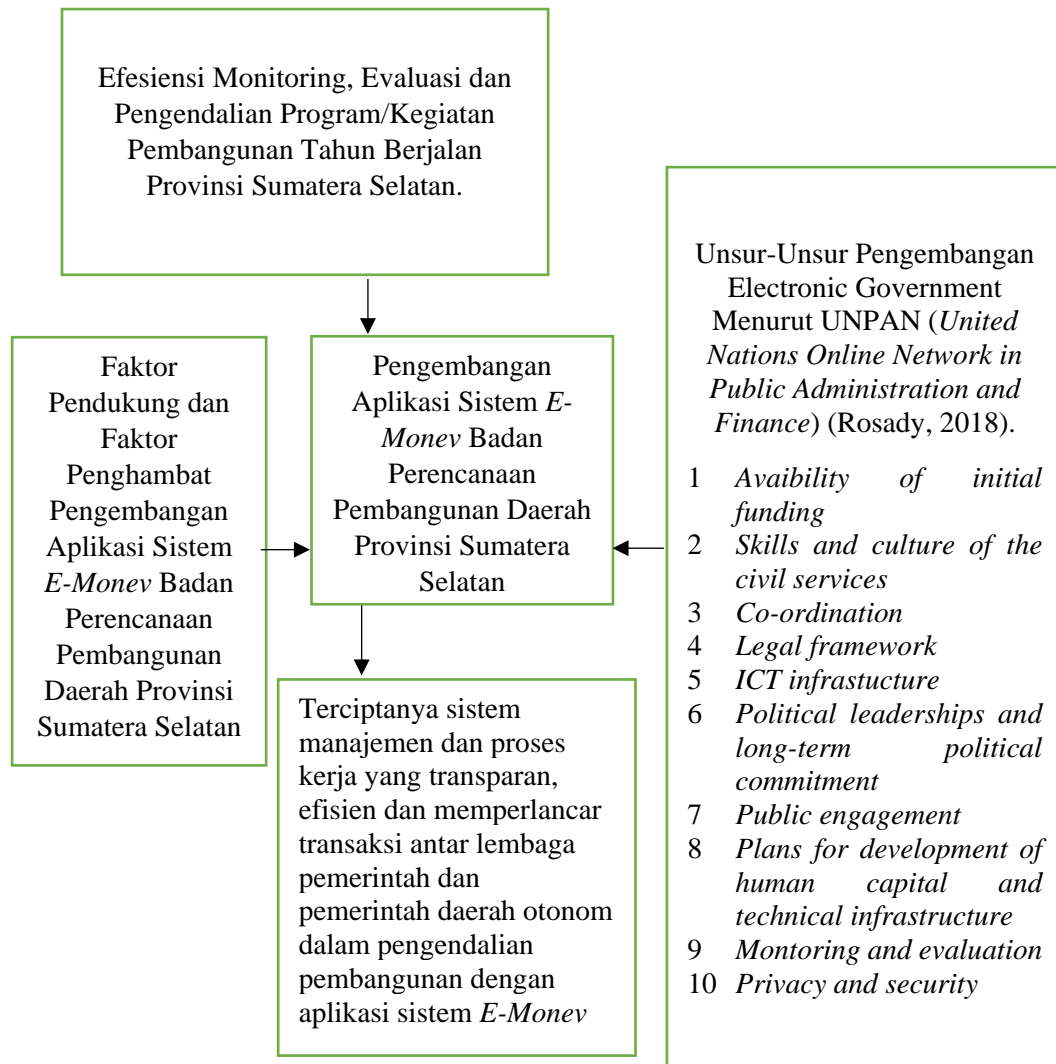 Efesiensi Monitoring, Evaluasi dan
Pengendalian Program/Kegiatan
Pembangunan Tahun Berjalan
Provinsi Sumatera Selatan.
Faktor
Pendukung dan
Faktor
Penghambat
Pengembangan
Aplikasi Sistem
E-Monev Badan
Perencanaan
Pembangunan
Daerah Provinsi
Sumatera Selatan
Pengembangan
Aplikasi Sistem E-
Monev Badan
Perencanaan
Pembangunan Daerah
Provinsi Sumatera
Selatan
Terciptanya sistem
manajemen dan proses
kerja yang transparan,
efisien dan memperlancar
transaksi antar lembaga
pemerintah dan
pemerintah daerah otonom
dalam pengendalian
pembangunan dengan
aplikasi sistem E-Monev
Unsur-Unsur Pengembangan
Electronic Government
Menurut UNPAN (United
Nations Online Network in
Public Administration and
Finance) (Rosady, 2018).
1 Avaibility of initial
funding
2 Skills and culture of the
civil services
3 Co-ordination
4 Legal framework
5 ICT infrastucture
6 Political leaderships and
long-term political
commitment
7 Public engagement
8 Plans for development of
human capital and
technical infrastructure
9 Montoring and evaluation
10 Privacy and security